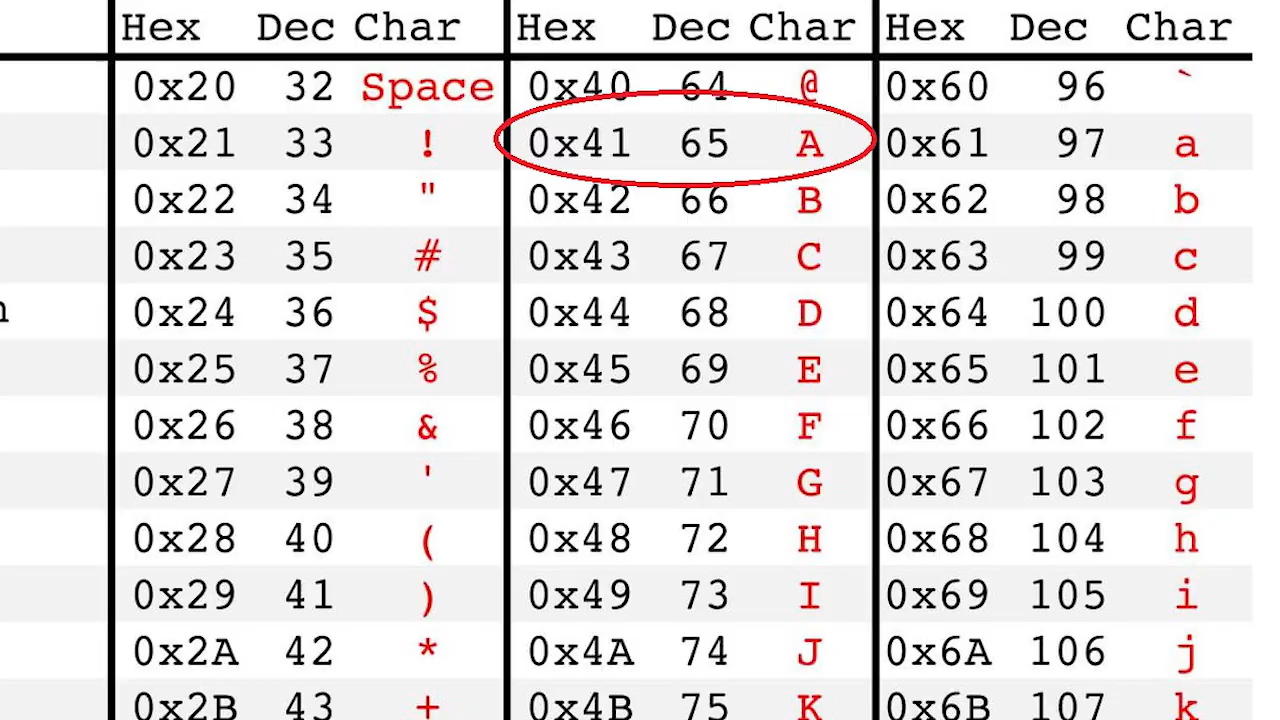 Hex Dec Char Hex Dec Char Hex Dec Char
0x20 32 Space 0x40 64 @ 0x60 96 `
0x21 33 ! 0x41 65 A 0x61 97 a
0x22 34 " 0x42 66 B 0x62 98 b
0x23 35 # 0x43 67 C 0x63 99 c
0x24 36 $ 0x44 68 D 0x64 100 d
0x25 37 % 0x45 69 E 0x65 101 e
0x26 38 & 0x46 70 F 0x66 102 f
0x27 39 ' 0x47 71 G 0x67 103 g
0x28 40 ( 0x48 72 H 0x68 104 h
0x29 41 ) 0x49 73 I 0x69 105 i
0x2A 42 * 0x4A 74 J 0x6A 106 j
0x2B 43 + 0x4B 75 K 0x6B 107 k